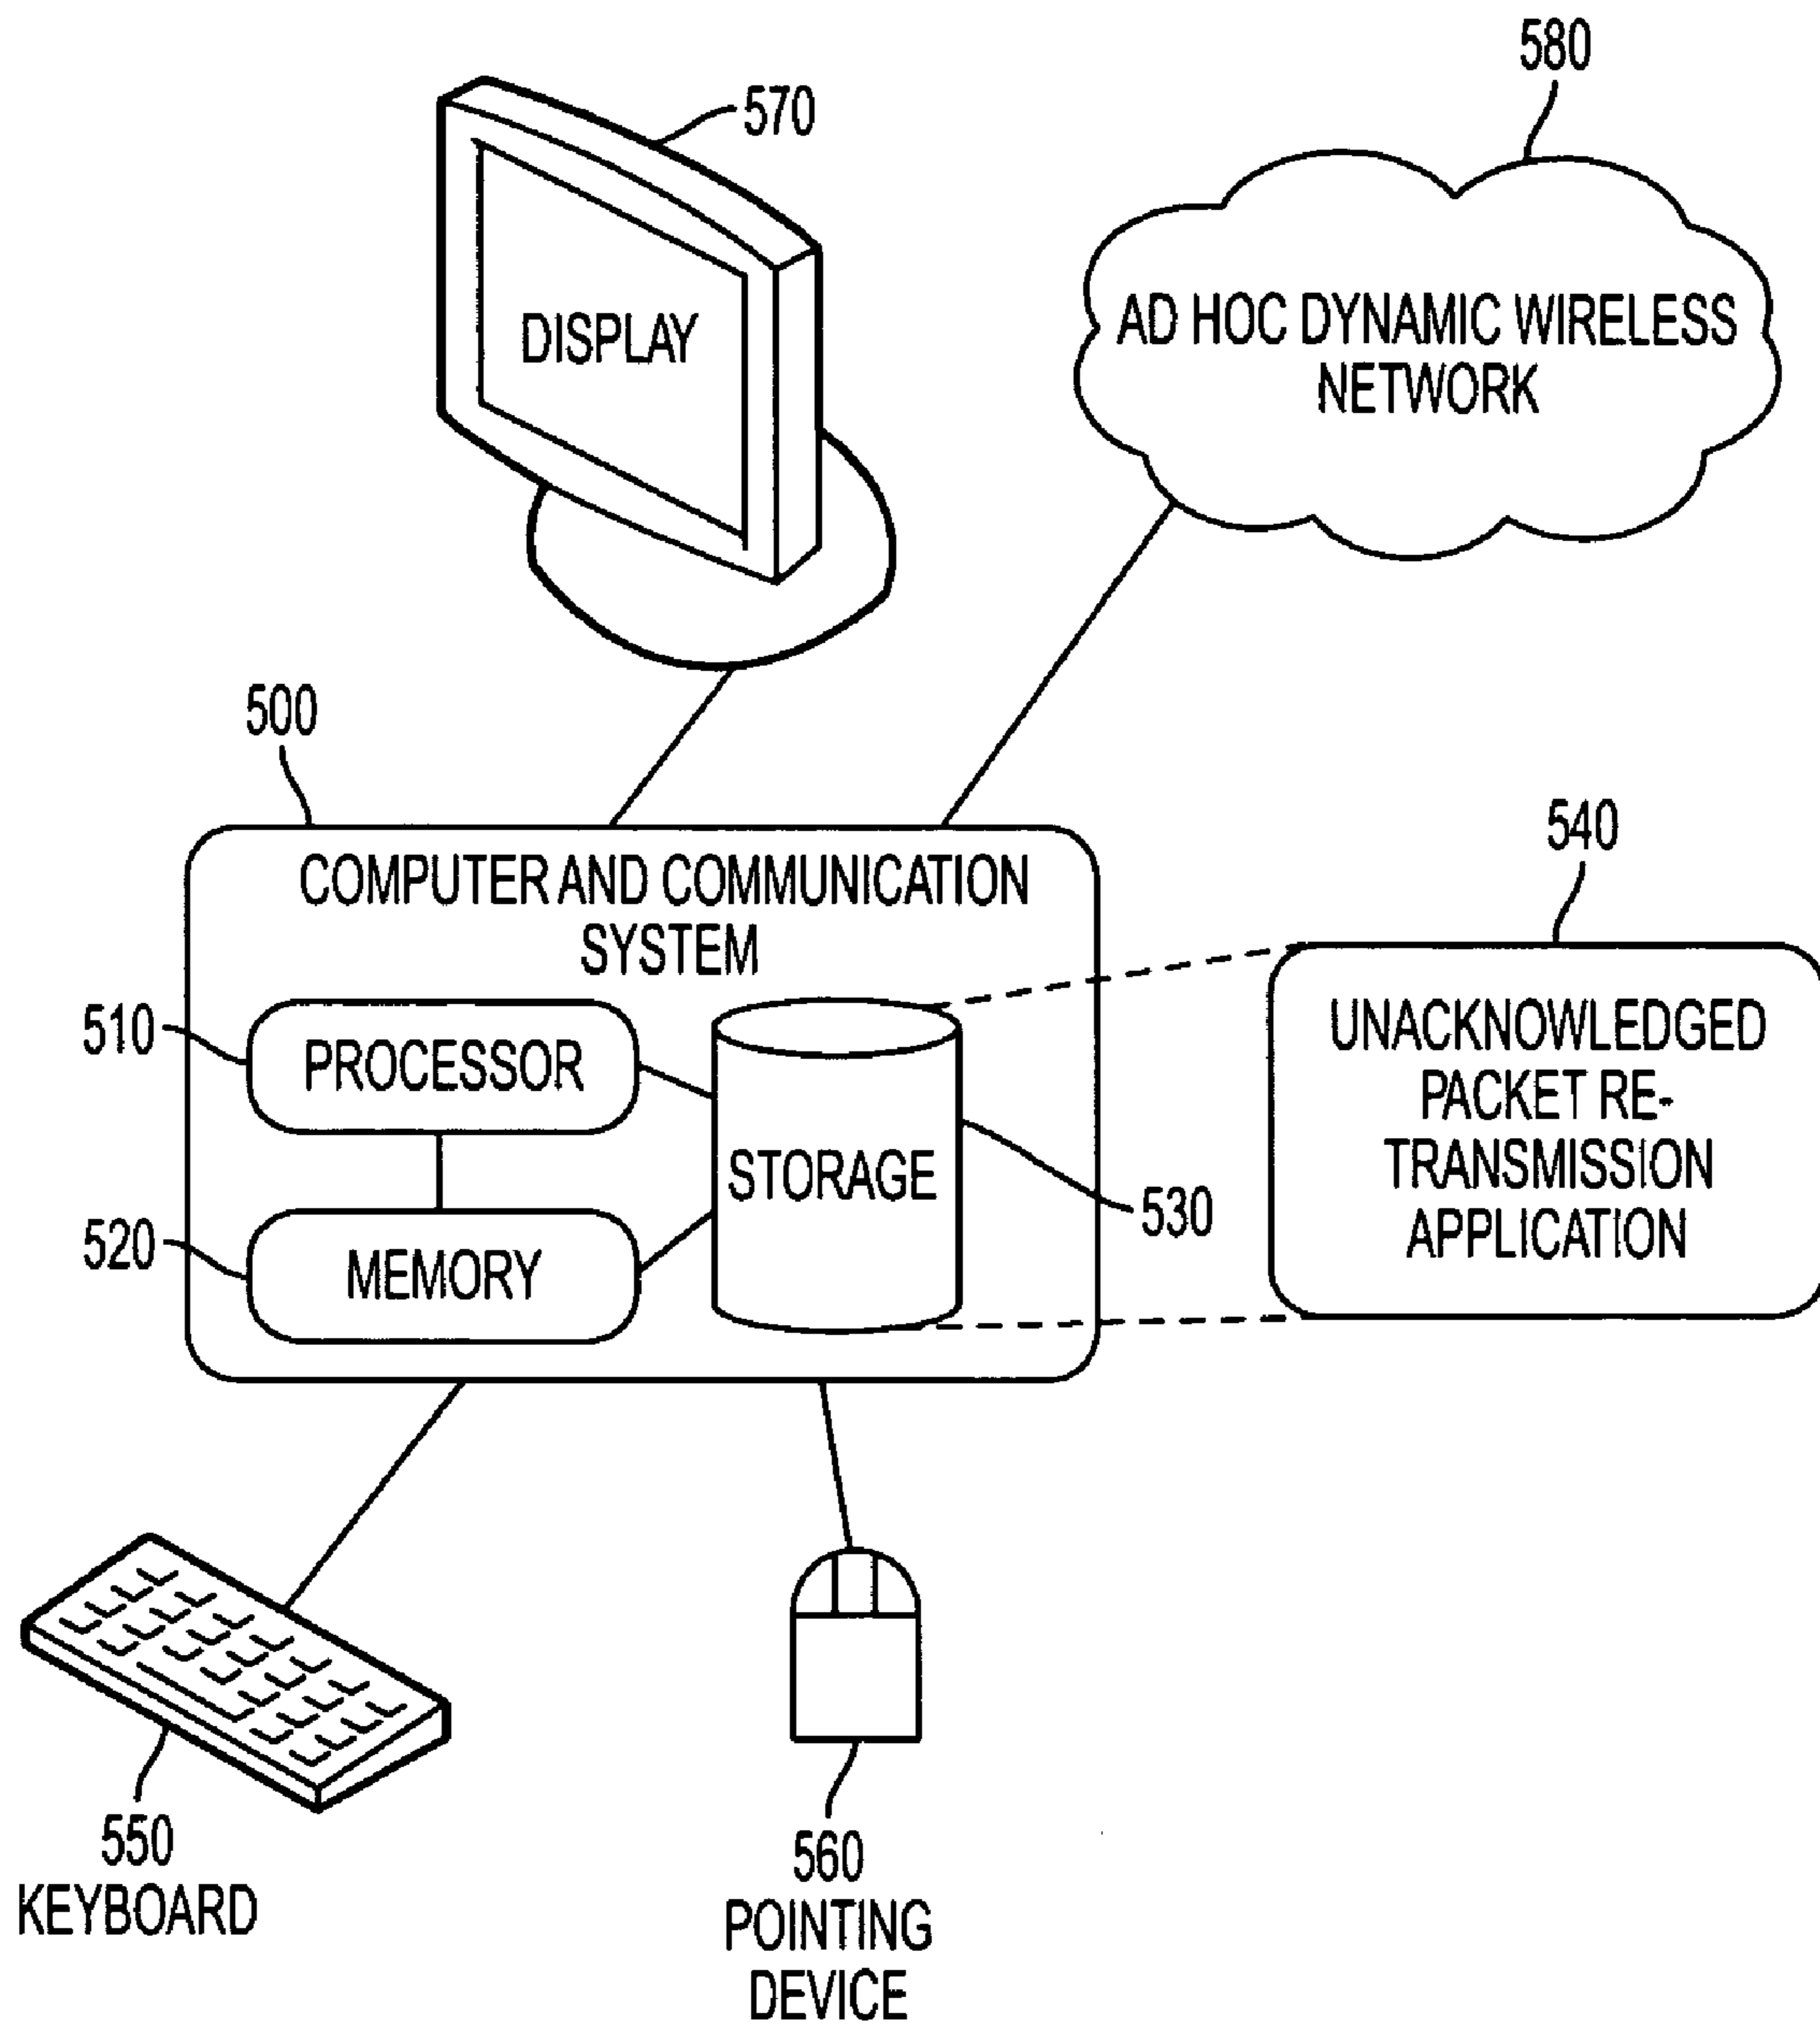 580
570
DISPLAY
AD HOC DYNAMIC WIRELESS
NETWORK
500
COMPUTER AND COMMUNICATION
SYSTEM
540
510
PROCESSOR
UNACKNOWLEDGED
PACKET RE-
TRANSMISSION
APPLICATION
STORAGE
530
520
MEMORY
550
KEYBOARD
560
POINTING
DEVICE